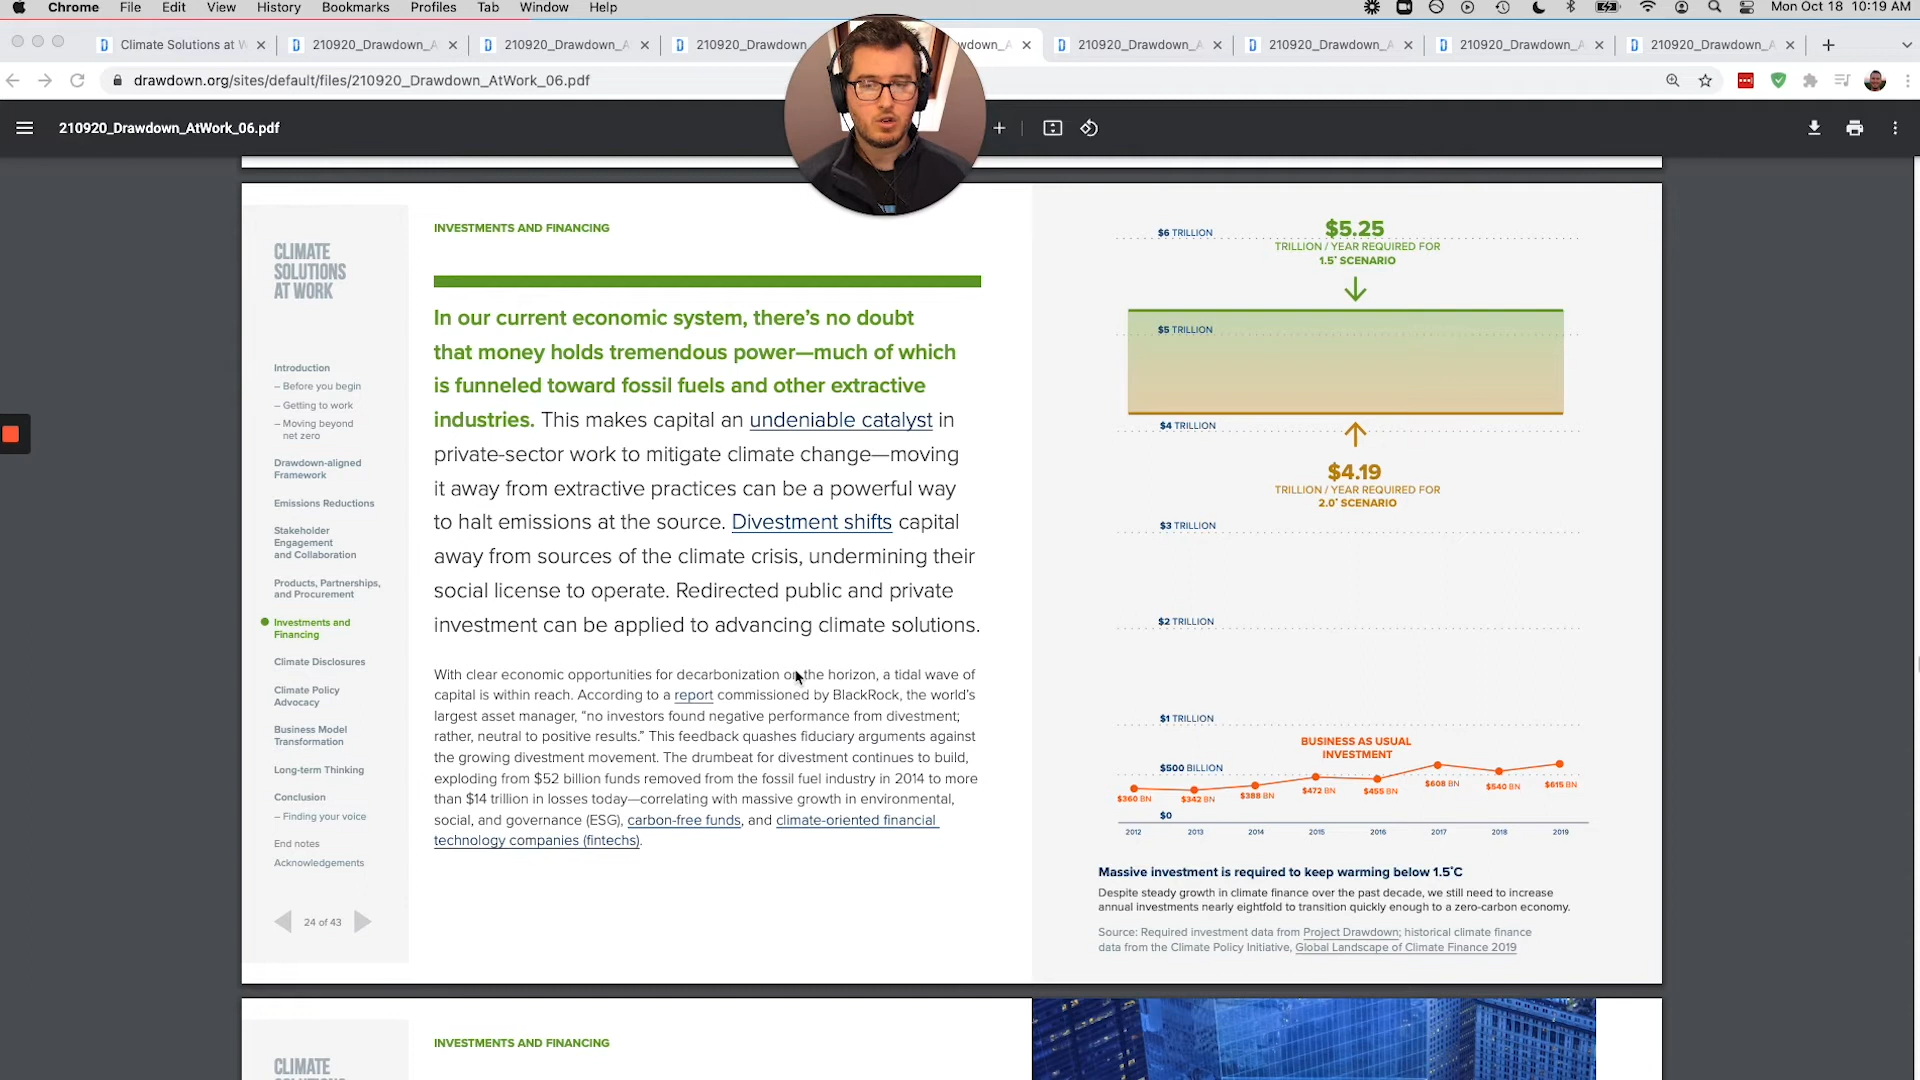 Chrome File Edit View History Bookmarks Profiles Tab Window Help
Mon Oct 18 10:19 AM
Climate Solutions at W
210920_Drawdown_A
210920_Drawdown_A
210920_Drawdown
wdown_A
210920_Drawdown_A
210920_Drawdown_A
210920_Drawdown_A
210920_Drawdown_A
drawdown.org/sites/default/files/210920_Drawdown_AtWork_06.pdf
210920_Drawdown_AtWork_06.pdf
CLIMATE
SOLUTIONS
AT WORK
Introduction
– Before you begin
– Getting to work
– Moving beyond
net zero
Drawdown-aligned
Framework
Emissions Reductions
Stakeholder
Engagement
and Collaboration
Products, Partnerships,
and Procurement
Investments and
Financing
Climate Disclosures
Climate Policy
Advocacy
Business Model
Transformation
Long-term Thinking
Conclusion
– Finding your voice
End notes
Acknowledgements
24 of 43
INVESTMENTS AND FINANCING
In our current economic system, there's no doubt
that money holds tremendous power—much of which
is funneled toward fossil fuels and other extractive
industries. This makes capital an undeniable catalyst in
private-sector work to mitigate climate change—moving
it away from extractive practices can be a powerful way
to halt emissions at the source. Divestment shifts capital
away from sources of the climate crisis, undermining their
social license to operate. Redirected public and private
investment can be applied to advancing climate solutions.
With clear economic opportunities for decarbonization on the horizon, a tidal wave of
capital is within reach. According to a report commissioned by BlackRock, the world's
largest asset manager, “no investors found negative performance from divestment;
rather, neutral to positive results.” This feedback quashes fiduciary arguments against
the growing divestment movement. The drumbeat for divestment continues to build,
exploding from $52 billion funds removed from the fossil fuel industry in 2014 to more
than $14 trillion in losses today—correlating with massive growth in environmental,
social, and governance (ESG), carbon-free funds, and climate-oriented financial
technology companies (fintechs).
$6 TRILLION
$5.25
TRILLION / YEAR REQUIRED FOR
1.5° SCENARIO
$5 TRILLION
$4 TRILLION
$4.19
TRILLION / YEAR REQUIRED FOR
2.0° SCENARIO
$3 TRILLION
$2 TRILLION
$1 TRILLION
BUSINESS AS USUAL
INVESTMENT
$500 BILLION
$360 BN $342 BN $388 BN $472 BN $455 BN $608 BN $540 BN $615 BN
$0
2012 2013 2014 2015 2016 2017 2018 2019
Massive investment is required to keep warming below 1.5°C
Despite steady growth in climate finance over the past decade, we still need to increase
annual investments nearly eightfold to transition quickly enough to a zero-carbon economy.
Source: Required investment data from Project Drawdown; historical climate finance
data from the Climate Policy Initiative, Global Landscape of Climate Finance 2019
CLIMATE
INVESTMENTS AND FINANCING